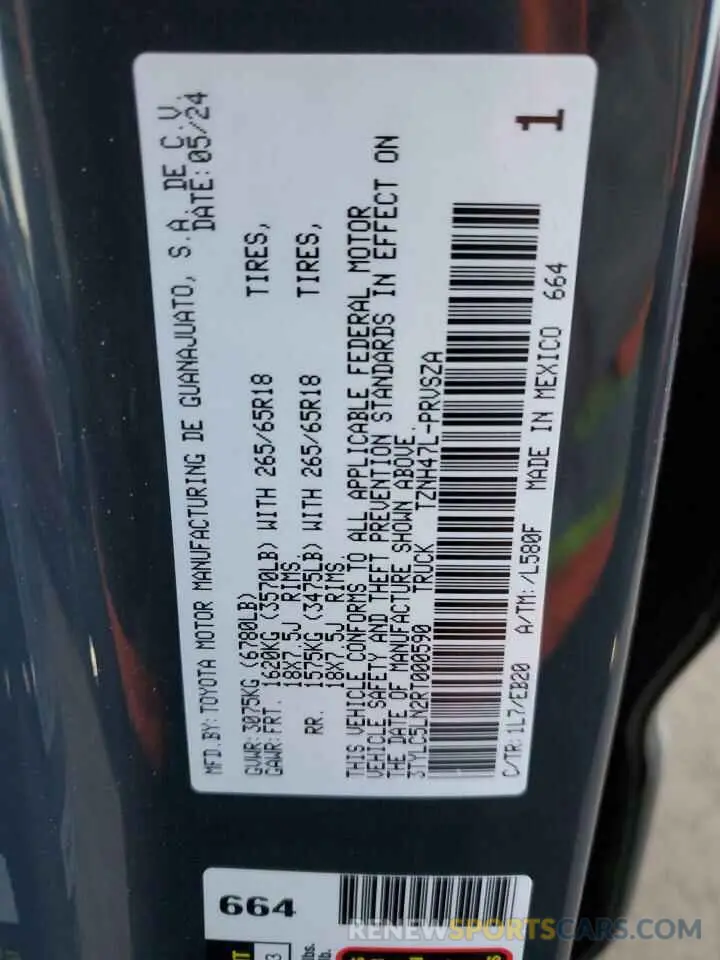 MFD.BY: TOYOTA MOTOR MANUFACTURING DE GUANAJUATO, S.A.DE C.V.
DATE: 05/24
GVWR: 3075KG (6780LB)
GAWR: FRT. 1620KG (3570LB) WITH 265/65R18 TIRES,
18X7.5J RIMS.
RR. 1575KG (3475LB) WITH 265/65R18 TIRES,
18X7.5J RIMS.
THIS VEHICLE CONFORMS TO ALL APPLICABLE FEDERAL MOTOR
VEHICLE SAFETY AND THEFT PREVENTION STANDARDS IN EFFECT ON
THE DATE OF MANUFACTURE SHOWN ABOVE.
3TYLC5LN2RT000590 TRUCK TZNH47L-PRVSZA
C/TR: 1L7/EB20 A/TM: /L580F MADE IN MEXICO 664
1
664
3
lbs.
lb.
RENEWSPORTSCARS.COM